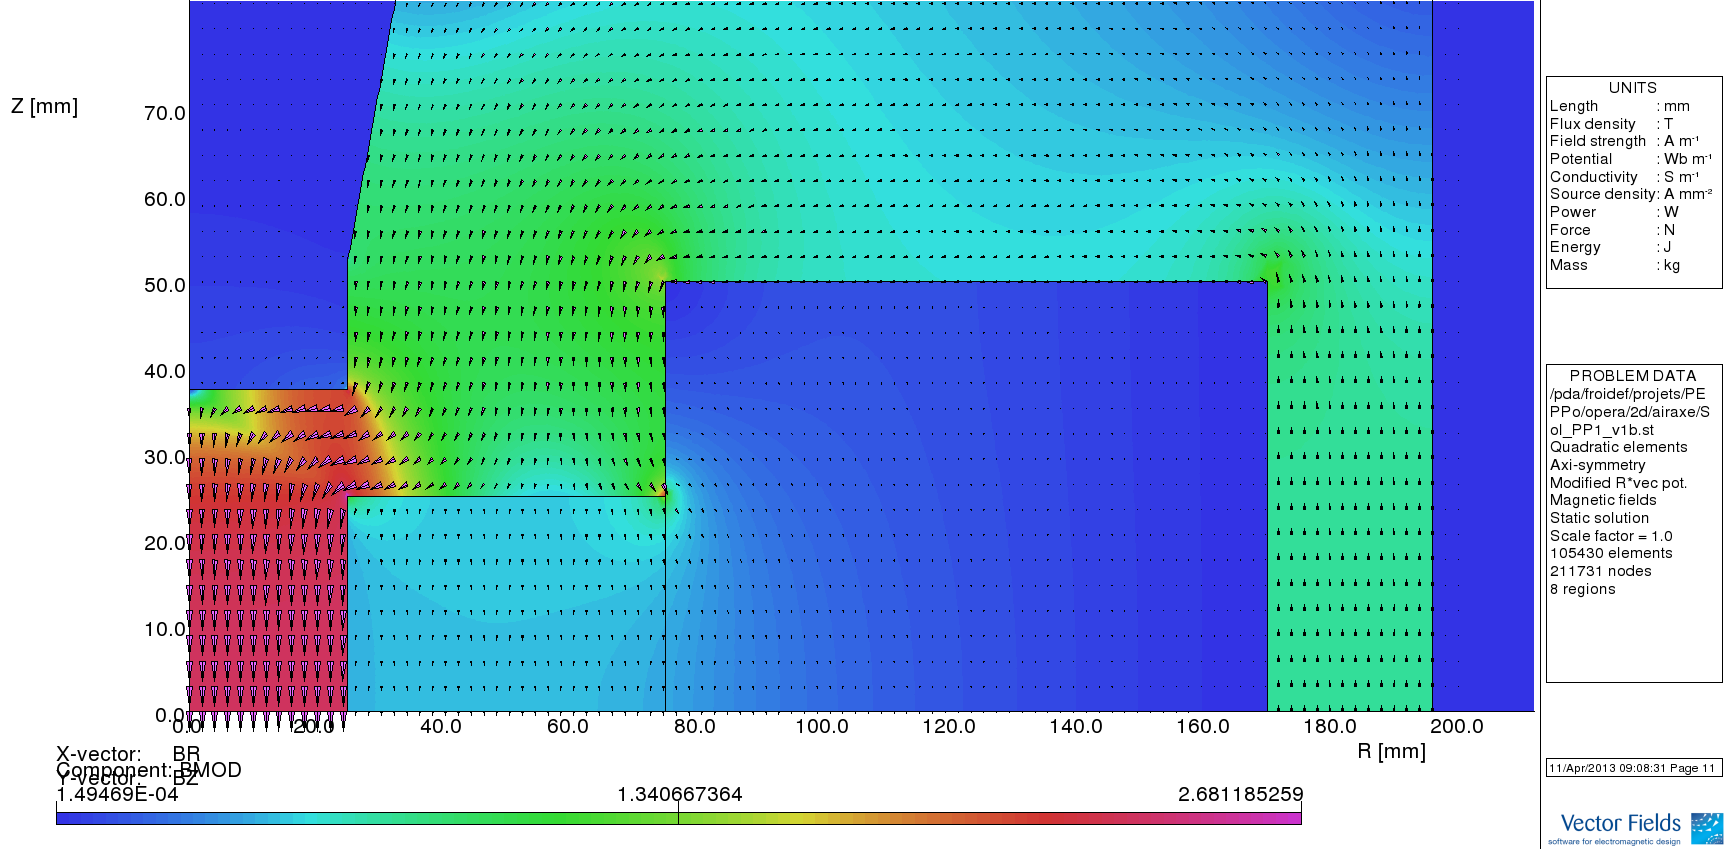 Z [mm]
70.0
60.0
50.0
40.0
30.0
20.0
10.0
0.0
0.0 20.0 40.0 60.0 80.0 100.0 120.0 140.0 160.0 180.0 200.0
R [mm]
X-vector: BR
Component: BMOD
Y-vector: BZ
1.49469E-04 1.340667364 2.681185259
UNITS
Length : mm
Flux density : T
Field strength : A m⁻¹
Potential : Wb m⁻¹
Conductivity : S m⁻¹
Source density: A mm⁻²
Power : W
Force : N
Energy : J
Mass : kg
PROBLEM DATA
/pda/froidef/projets/PE
PPo/opera/2d/airaxe/S
ol_PP1_v1b.st
Quadratic elements
Axi-symmetry
Modified R*vec pot.
Magnetic fields
Static solution
Scale factor = 1.0
105430 elements
211731 nodes
8 regions
11/Apr/2013 09:08:31 Page 11
Vector Fields
software for electromagnetic design